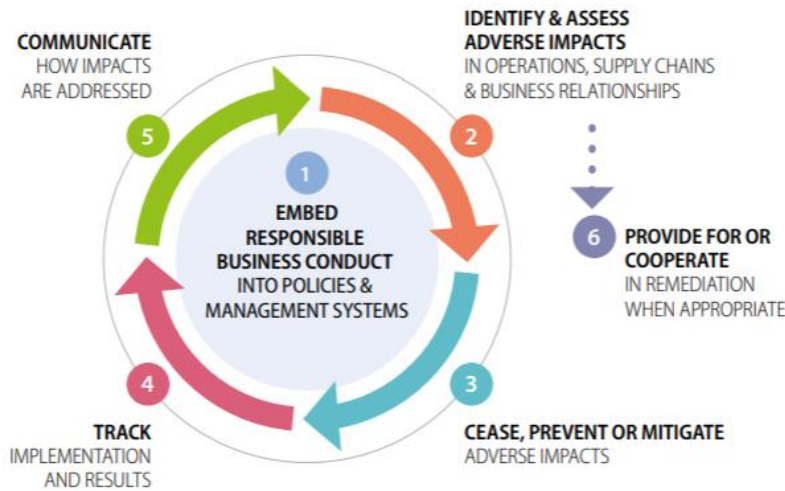 1
EMBED
RESPONSIBLE
BUSINESS CONDUCT
INTO POLICIES &
MANAGEMENT SYSTEMS
2
IDENTIFY & ASSESS
ADVERSE IMPACTS
IN OPERATIONS, SUPPLY CHAINS
& BUSINESS RELATIONSHIPS
3
CEASE, PREVENT OR MITIGATE
ADVERSE IMPACTS
4
TRACK
IMPLEMENTATION
AND RESULTS
5
COMMUNICATE
HOW IMPACTS
ARE ADDRESSED
6
PROVIDE FOR OR
COOPERATE
IN REMEDIATION
WHEN APPROPRIATE